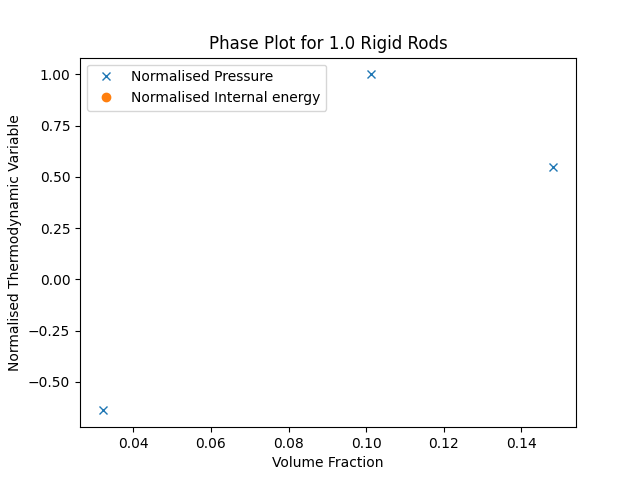 Phase Plot for 1.0 Rigid Rods
Normalised Pressure
Normalised Internal energy
Normalised Thermodynamic Variable
1.00
0.75
0.50
0.25
0.00
−0.25
−0.50
0.04 0.06 0.08 0.10 0.12 0.14
Volume Fraction